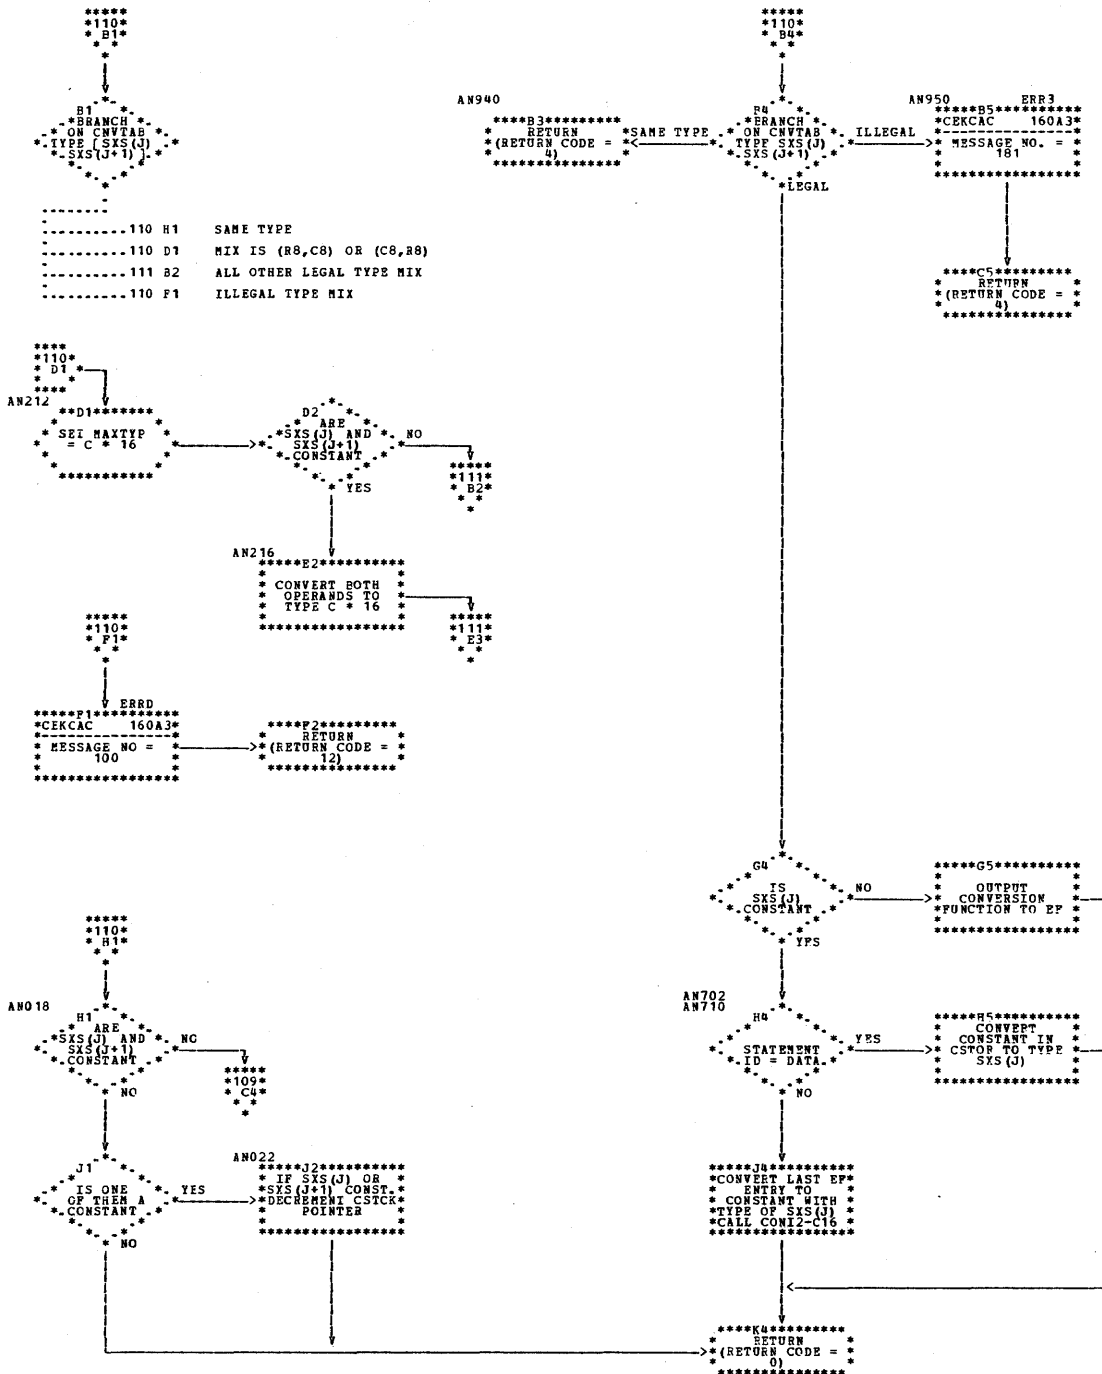 *110*
B1*
B1
*BRANCH
ON CNVTAB
TYPE [SXS(J)
SXS(J+1) ].
110 H1 SAME TYPE
110 D1 MIX IS (R8,C8) OR (C8,R8)
111 B2 ALL OTHER LEGAL TYPE MIX
110 F1 ILLEGAL TYPE MIX
*110*
B4*
AN940
B3
RETURN
(RETURN CODE =
4)
SAME TYPE
B4
*BRANCH
ON CNVTAB
TYPE SXS(J)
SXS(J+1)
ILLEGAL
LEGAL
AN950 ERR3
*****B5**********
*CEKCAC 160A3*
MESSAGE NO. =
181
****C5*********
RETURN
(RETURN CODE =
4)
*110*
D1 *
AN212
**D1*******
SET MAXTYP
= C * 16
D2
ARE
SXS(J) AND
SXS(J+1)
CONSTANT
NO
YES
*111*
B2*
AN216
*****E2**********
CONVERT BOTH
OPERANDS TO
TYPE C * 16
*111*
E3*
*110*
F1*
ERRD
*****F1**********
*CEKCAC 160A3*
MESSAGE NO =
100
****F2*********
RETURN
(RETURN CODE =
12)
G4
IS
SXS(J)
CONSTANT
NO
YES
*****G5**********
OUTPUT
CONVERSION
*FUNCTION TO EF *
*110*
H1*
AN018
H1
ARE
SXS(J) AND
SXS(J+1)
CONSTANT
NO
NO
*109*
C4*
AN702
AN710
H4
STATEMENT
ID = DATA.
YES
NO
*****H5**********
CONVERT
CONSTANT IN
CSTOR TO TYPE
SXS(J)
J1
IS ONE
OF THEM A
CONSTANT
YES
NO
AN022
*****J2**********
IF SXS(J) OR
SXS(J+1) CONST.
DECREMENT CSTCK
POINTER
*****J4**********
*CONVERT LAST EF*
ENTRY TO
CONSTANT WITH
*TYPE OF SXS(J)
*CALL CONI2-C16 *
****K4*********
RETURN
(RETURN CODE =
0)